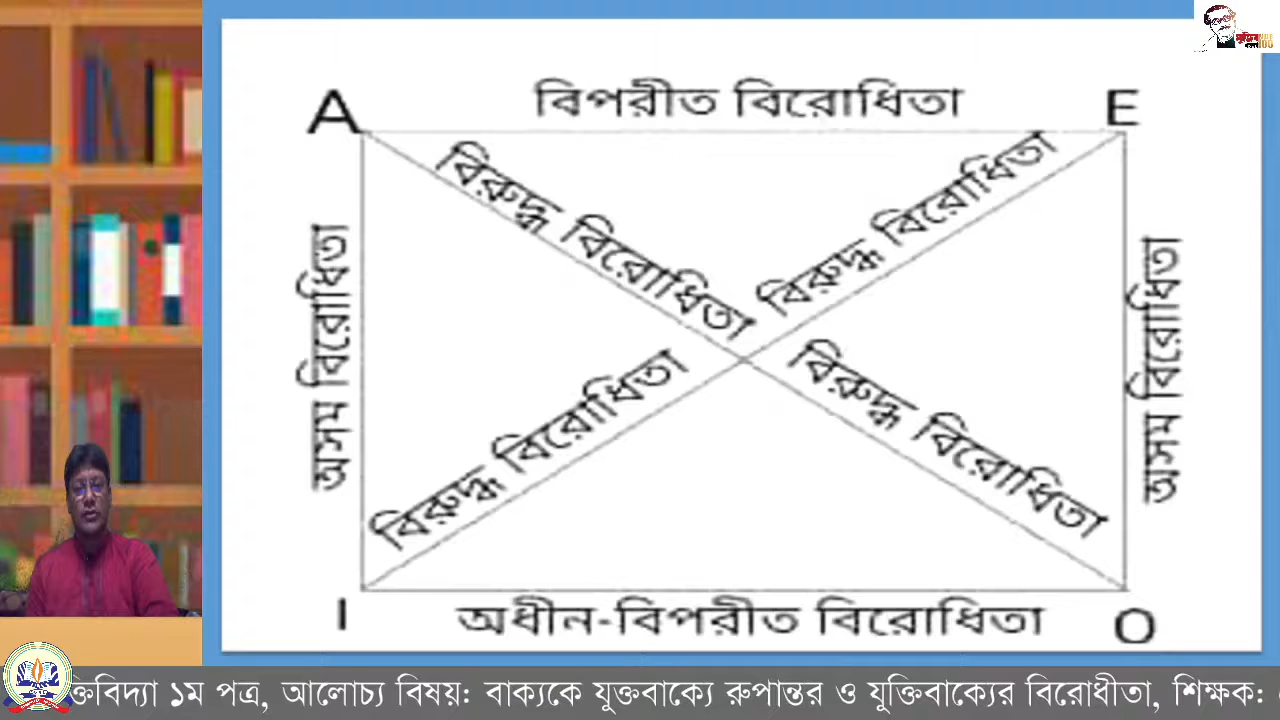 A বিপরীত বিরোধিতা E
বিরুদ্ধ বিরোধিতা
বিরুদ্ধ বিরোধিতা
অসম বিরোধিতা
অসম বিরোধিতা
বিরুদ্ধ বিরোধিতা
বিরুদ্ধ বিরোধিতা
I অধীন-বিপরীত বিরোধিতা O
ক্তিবিদ্যা ১ম পত্র, আলোচ্য বিষয়: বাক্যকে যুক্তবাক্যে রুপান্তর ও যুক্তিবাক্যের বিরোধীতা, শিক্ষক: